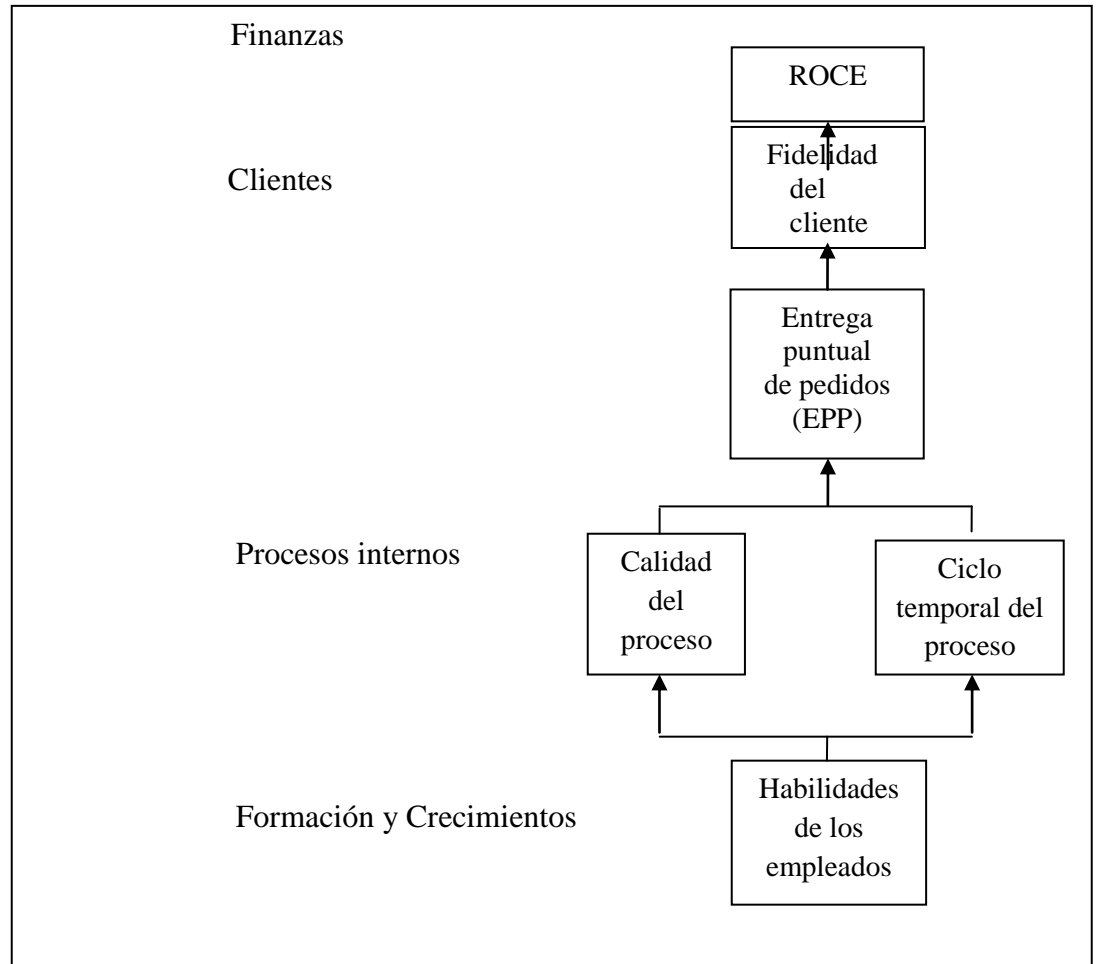 Finanzas
ROCE
Clientes
Fidelidad
del
cliente
Entrega
puntual
de pedidos
(EPP)
Procesos internos
Calidad
del
proceso
Ciclo
temporal del
proceso
Formación y Crecimientos
Habilidades
de los
empleados